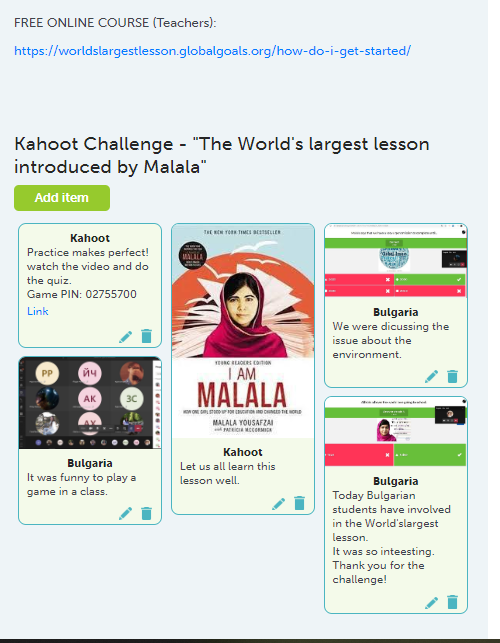 FREE ONLINE COURSE (Teachers):
https://worldslargestlesson.globalgoals.org/how-do-i-get-started/
Kahoot Challenge - "The World's largest lesson
introduced by Malala"
Add item
Kahoot
Practice makes perfect!
watch the video and do
the quiz.
Game PIN: 02755700
Link
РР
ЙЧ
АК
ЗС
Bulgaria
It was funny to play a
game in a class.
THE NEW YORK TIMES BESTSELLER
YOUNG READERS EDITION
I AM
MALALA
HOW ONE GIRL STOOD UP FOR EDUCATION AND CHANGED THE WORLD
MALALA YOUSAFZAI
with PATRICIA McCORMICK
Kahoot
Let us all learn this
lesson well.
Bulgaria
We were dicussing the
issue about the
environment.
Bulgaria
Today Bulgarian
students have involved
in the World'slargest
lesson.
It was so inteesting.
Thank you for the
challenge!